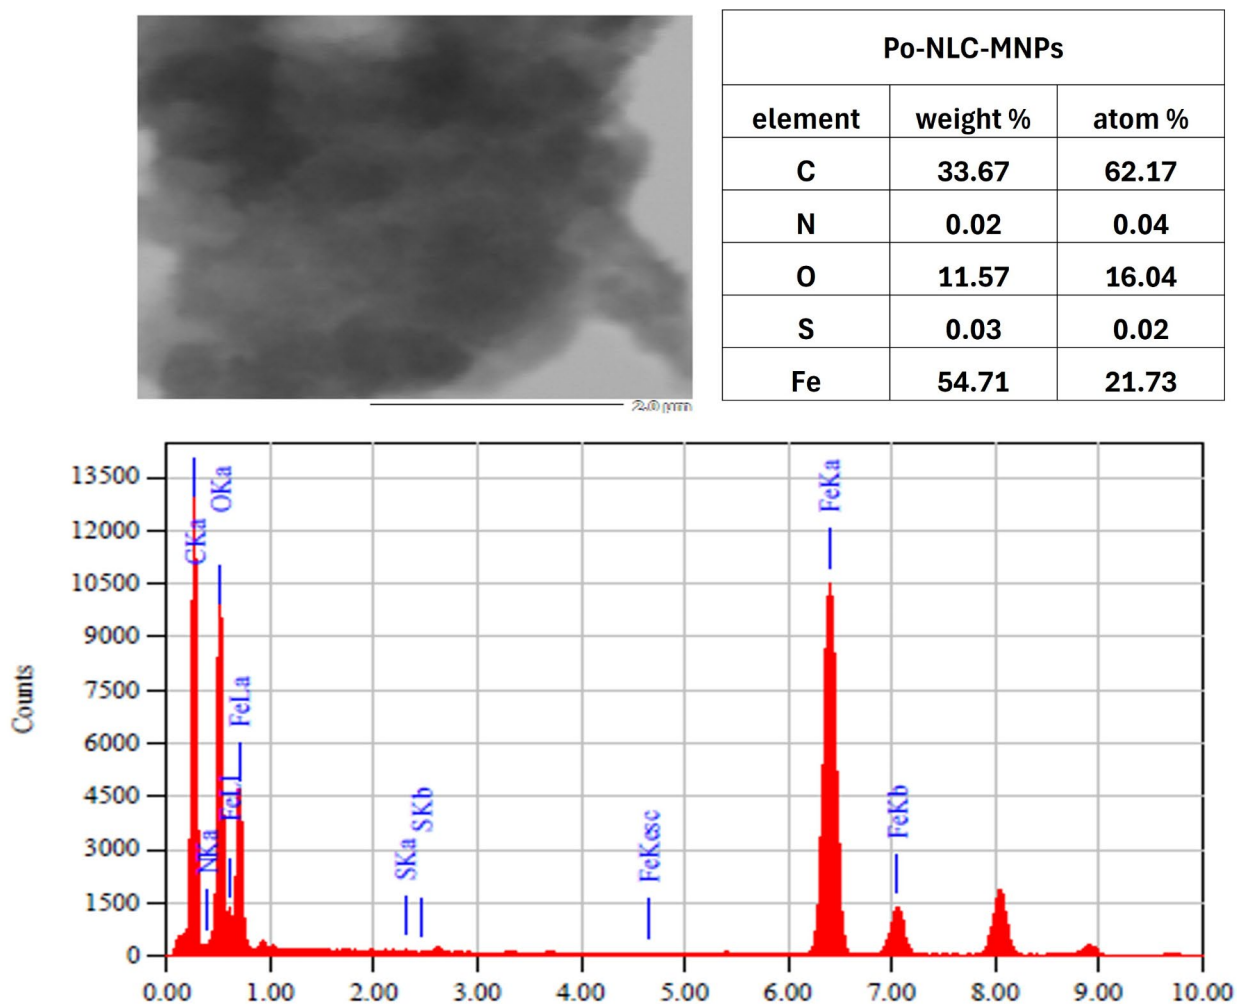 Po-NLC-MNPs
element weight % atom %
C 33.67 62.17
N 0.02 0.04
O 11.57 16.04
S 0.03 0.02
Fe 54.71 21.73
2.0 µm
Counts
13500
12000
10500
9000
7500
6000
4500
3000
1500
0
CKa
OKa
NKa
FeLl
FeLa
SKa
SKb
FeKesc
FeKa
FeKb
0.00 1.00 2.00 3.00 4.00 5.00 6.00 7.00 8.00 9.00 10.00